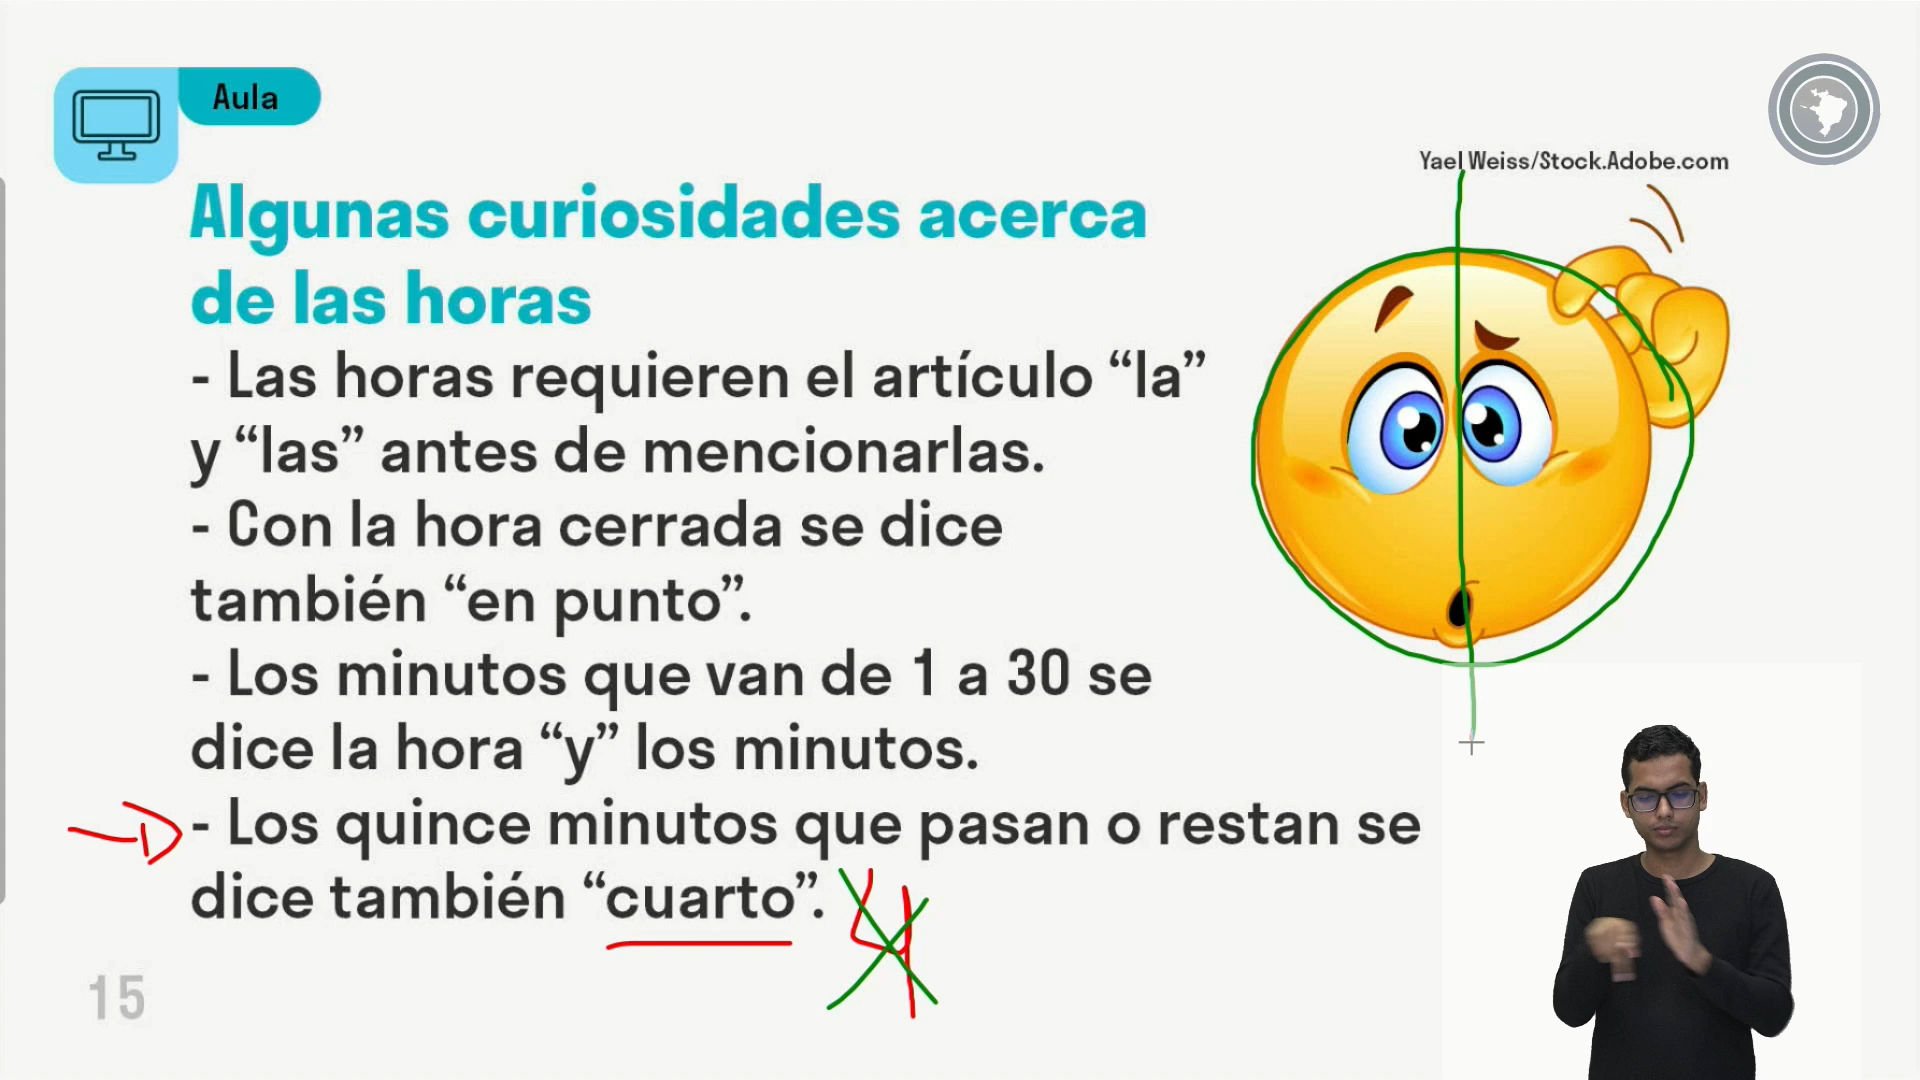 Aula
Yael Weiss/Stock.Adobe.com
Algunas curiosidades acerca
de las horas
- Las horas requieren el artículo “la”
y “las” antes de mencionarlas.
- Con la hora cerrada se dice
también “en punto”.
- Los minutos que van de 1 a 30 se
dice la hora “y” los minutos.
- Los quince minutos que pasan o restan se
dice también “cuarto”.
4
15